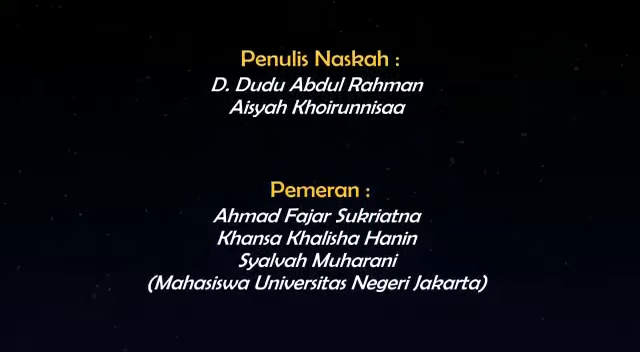 Penulis Naskah :
D. Dudu Abdul Rahman
Aisyah Khoirunnisaa
Pemeran :
Ahmad Fajar Sukriatna
Khansa Khalisha Hanin
Syalvah Muharani
(Mahasiswa Universitas Negeri Jakarta)